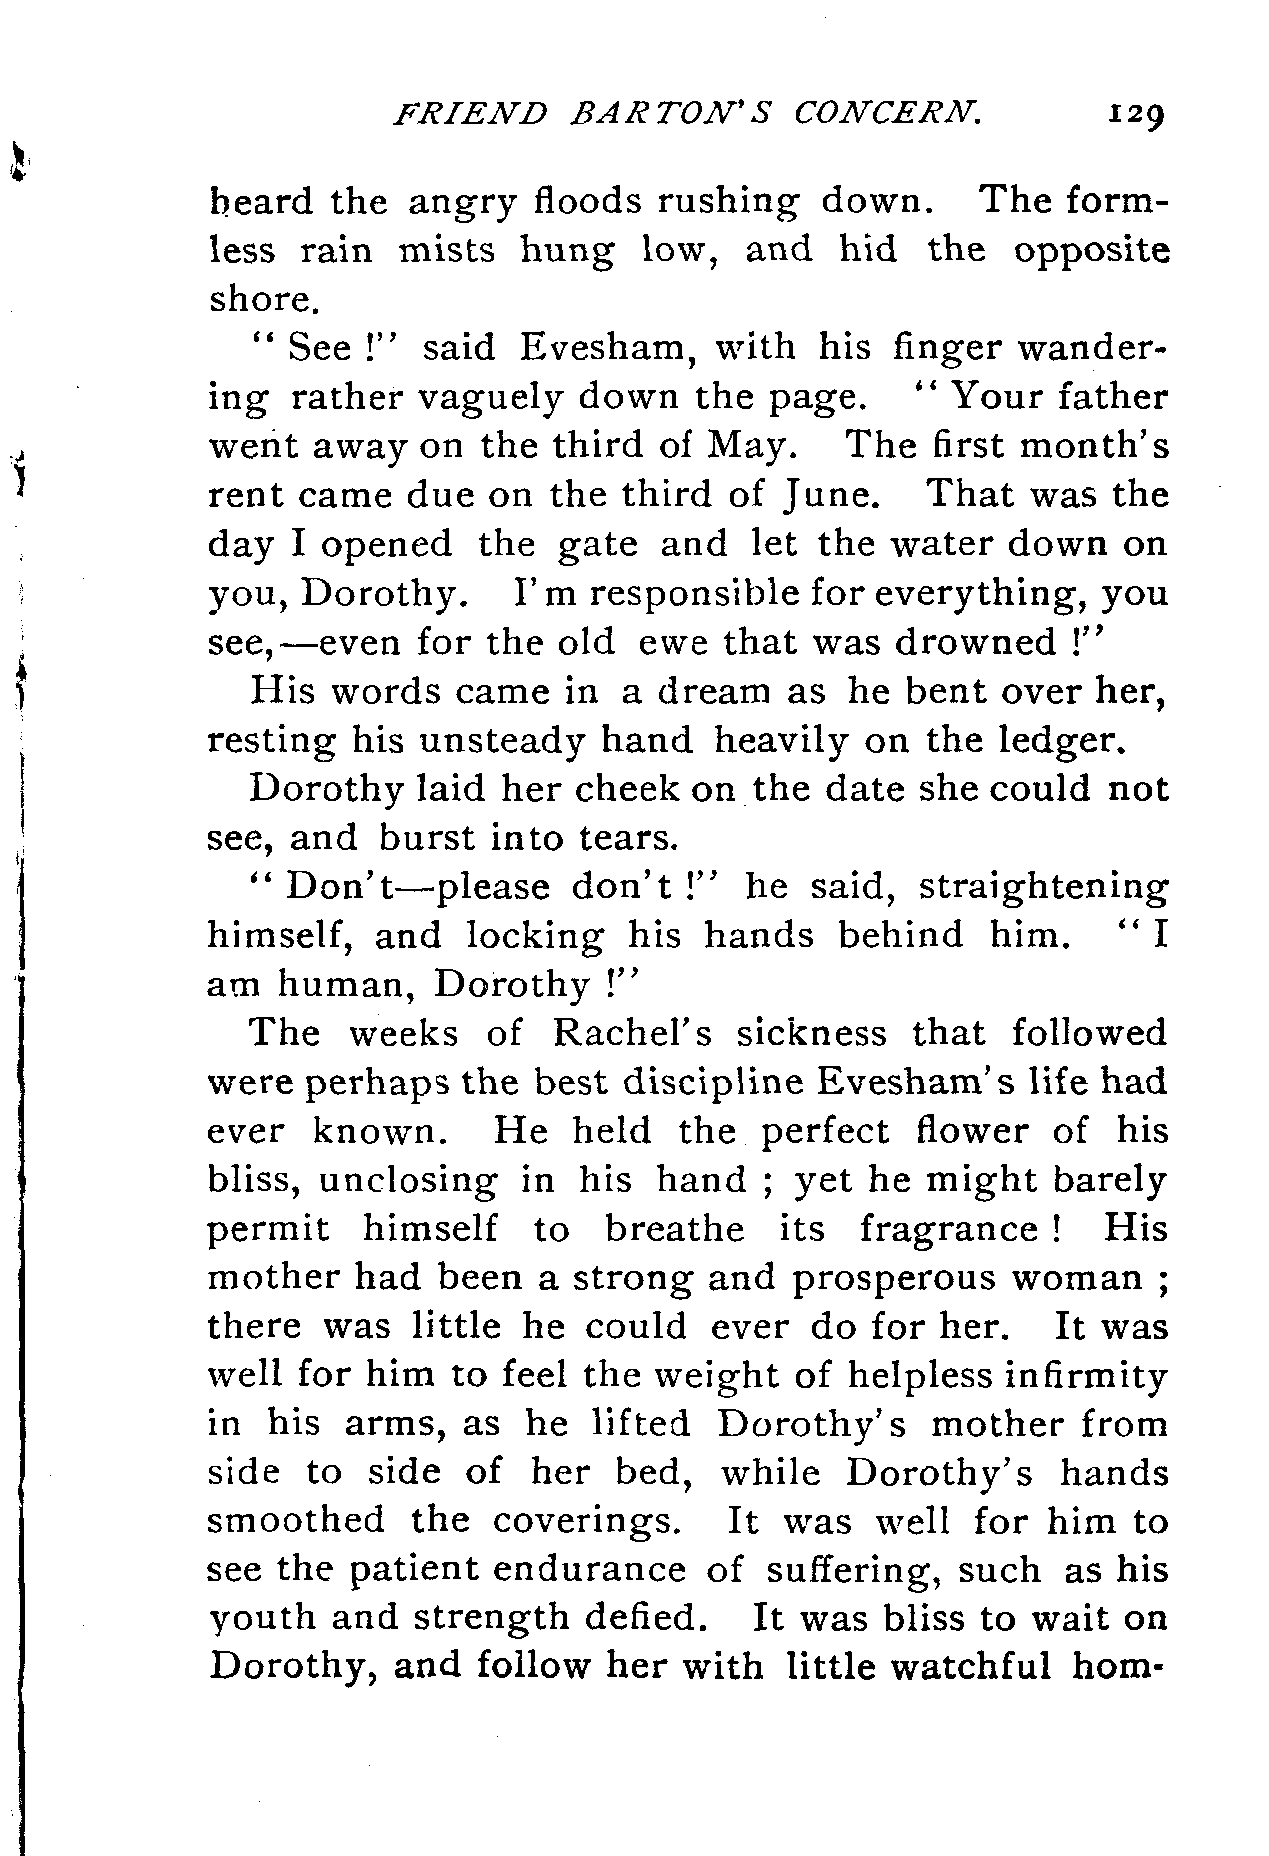 FRIEND BARTON'S CONCERN. 129
heard the angry floods rushing down. The form-
less rain mists hung low, and hid the opposite
shore.
" See !" said Evesham, with his finger wander-
ing rather vaguely down the page. " Your father
went away on the third of May. The first month's
rent came due on the third of June. That was the
day I opened the gate and let the water down on
you, Dorothy. I'm responsible for everything, you
see,—even for the old ewe that was drowned !"
His words came in a dream as he bent over her,
resting his unsteady hand heavily on the ledger.
Dorothy laid her cheek on the date she could not
see, and burst into tears.
" Don't—please don't !" he said, straightening
himself, and locking his hands behind him. " I
am human, Dorothy !"
The weeks of Rachel's sickness that followed
were perhaps the best discipline Evesham's life had
ever known. He held the perfect flower of his
bliss, unclosing in his hand ; yet he might barely
permit himself to breathe its fragrance ! His
mother had been a strong and prosperous woman ;
there was little he could ever do for her. It was
well for him to feel the weight of helpless infirmity
in his arms, as he lifted Dorothy's mother from
side to side of her bed, while Dorothy's hands
smoothed the coverings. It was well for him to
see the patient endurance of suffering, such as his
youth and strength defied. It was bliss to wait on
Dorothy, and follow her with little watchful hom-